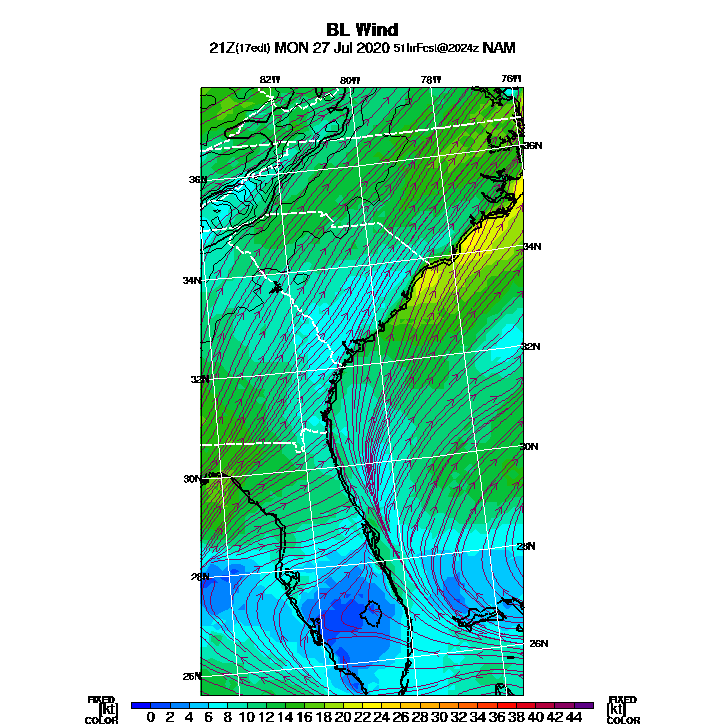 BL Wind
21Z(17edt) MON 27 Jul 2020 51hrFcst@2024z NAM
82W 80W 78W 76W
36N
36N
34N
34N
32N
32N
30N
30N
28N
28N
26N
26N
FIXED FIXED
[kt] 0 2 4 6 8 10 12 14 16 18 20 22 24 26 28 30 32 34 36 38 40 42 44 [kt]
COLOR COLOR